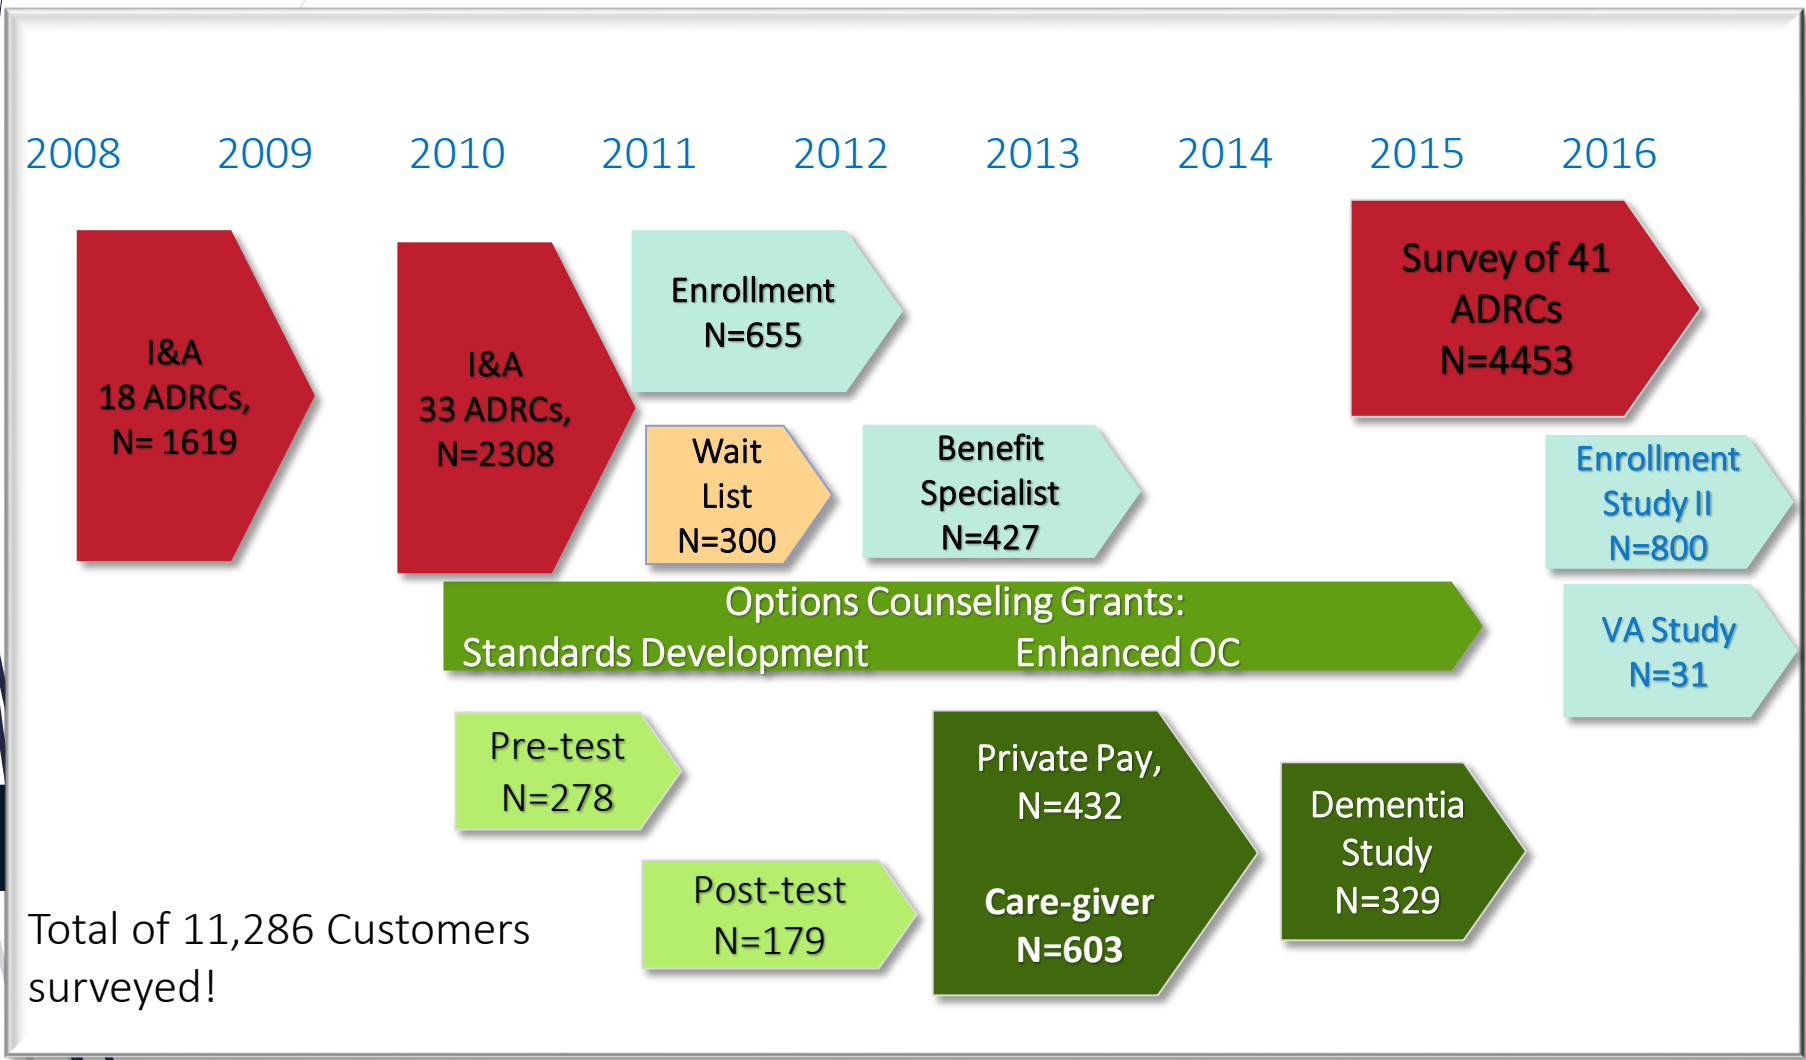 2008 2009 2010 2011 2012 2013 2014 2015 2016
I&A
18 ADRCs,
N= 1619
I&A
33 ADRCs,
N=2308
Enrollment
N=655
Wait
List
N=300
Benefit
Specialist
N=427
Survey of 41
ADRCs
N=4453
Enrollment
Study II
N=800
VA Study
N=31
Options Counseling Grants:
Standards Development Enhanced OC
Pre-test
N=278
Post-test
N=179
Private Pay,
N=432
Care-giver
N=603
Dementia
Study
N=329
Total of 11,286 Customers
surveyed!